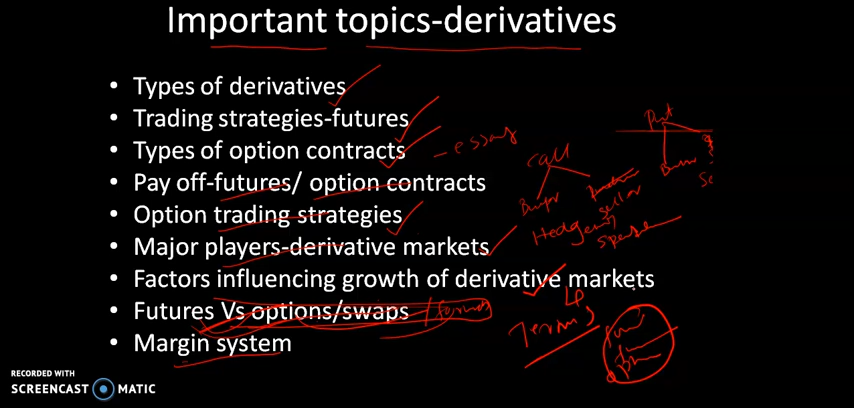 Important topics-derivatives
• Types of derivatives
• Trading strategies-futures
• Types of option contracts
- essay
• Pay off-futures/ option contracts
• Option trading strategies
• Major players-derivative markets
• Factors influencing growth of derivative markets
• Futures Vs options/swaps
• Margin system
Call
Put
Buyer
seller
Hedging
Terms
RECORDED WITH
SCREENCAST MATIC